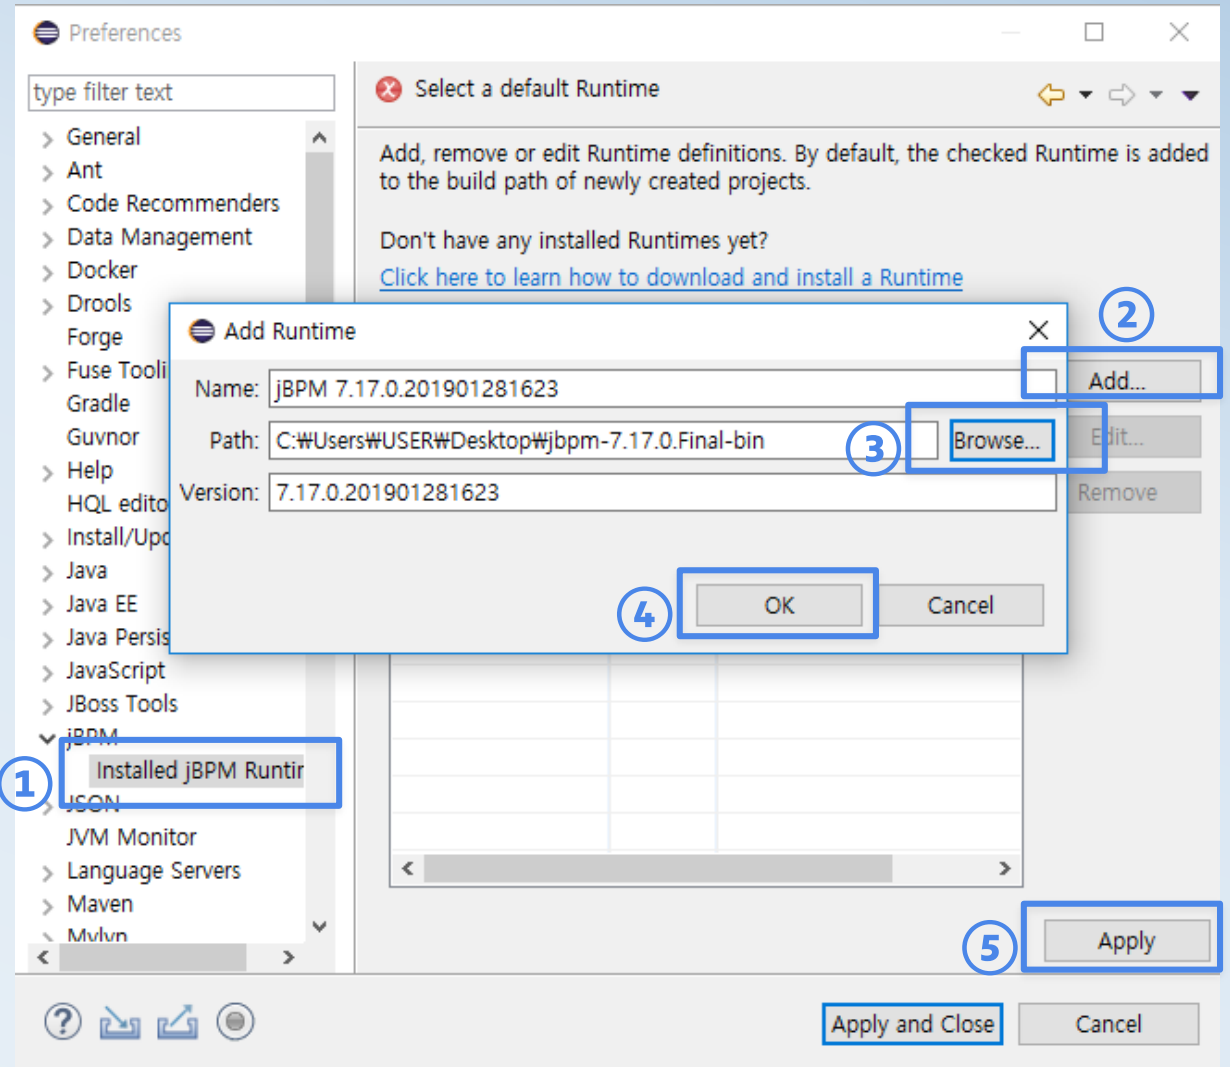 Preferences
type filter text
General
Ant
Code Recommenders
Data Management
Docker
Drools
Forge
Fuse Tooli
Gradle
Guvnor
Help
HQL edito
Install/Upd
Java
Java EE
Java Persis
JavaScript
JBoss Tools
jBPM
1
Installed jBPM Runtir
JSON
JVM Monitor
Language Servers
Maven
Mylyn
Select a default Runtime
Add, remove or edit Runtime definitions. By default, the checked Runtime is added
to the build path of newly created projects.
Don't have any installed Runtimes yet?
Click here to learn how to download and install a Runtime
2
Add...
Edit...
Remove
Add Runtime
Name: jBPM 7.17.0.201901281623
Path: C:₩Users₩USER₩Desktop₩jbpm-7.17.0.Final-bin
3
Browse...
Version: 7.17.0.201901281623
4
OK
Cancel
5
Apply
Apply and Close
Cancel